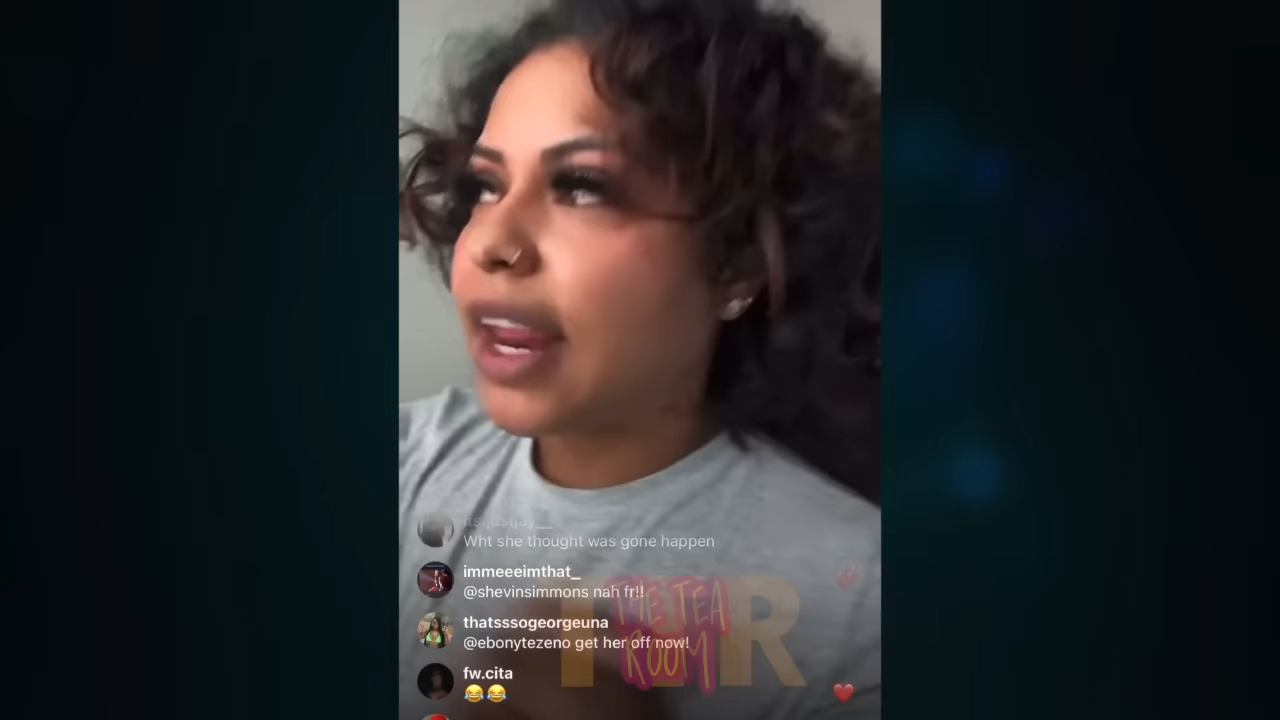 itsjustjay__
Wht she thought was gone happen
immeeeimthat_
@shevinsimmons nah fr!!
thatsssogeorgeuna
@ebonytezeno get her off now!
THE TEA
ROOM
fw.cita
😂😂